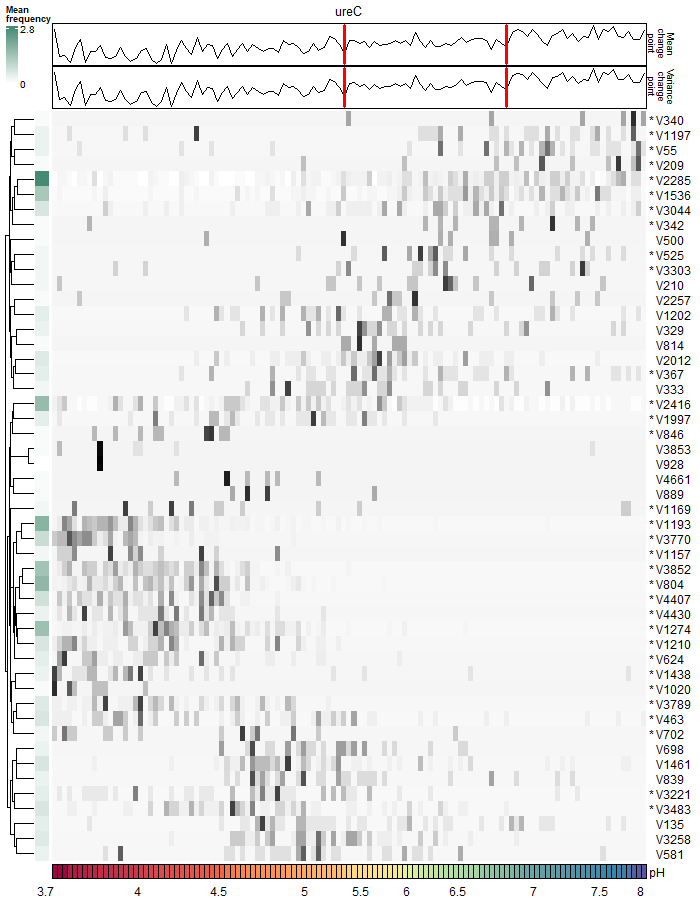 ureC
Mean
frequency
2.8
0
Mean
change
point
Variance
change
point
* V340
* V1197
* V55
* V209
* V2285
* V1536
* V3044
* V342
V500
* V525
* V3303
V210
V2257
V1202
V329
V814
V2012
* V367
V333
* V2416
* V1997
* V846
V3853
V928
V4661
V889
* V1169
* V1193
* V3770
* V1157
* V3852
* V804
* V4407
* V4430
* V1274
* V1210
* V624
* V1438
* V1020
* V3789
* V463
* V702
V698
V1461
V839
* V3221
* V3483
V135
V3258
V581
pH
3.7 4 4.5 5 5.5 6 6.5 7 7.5 8